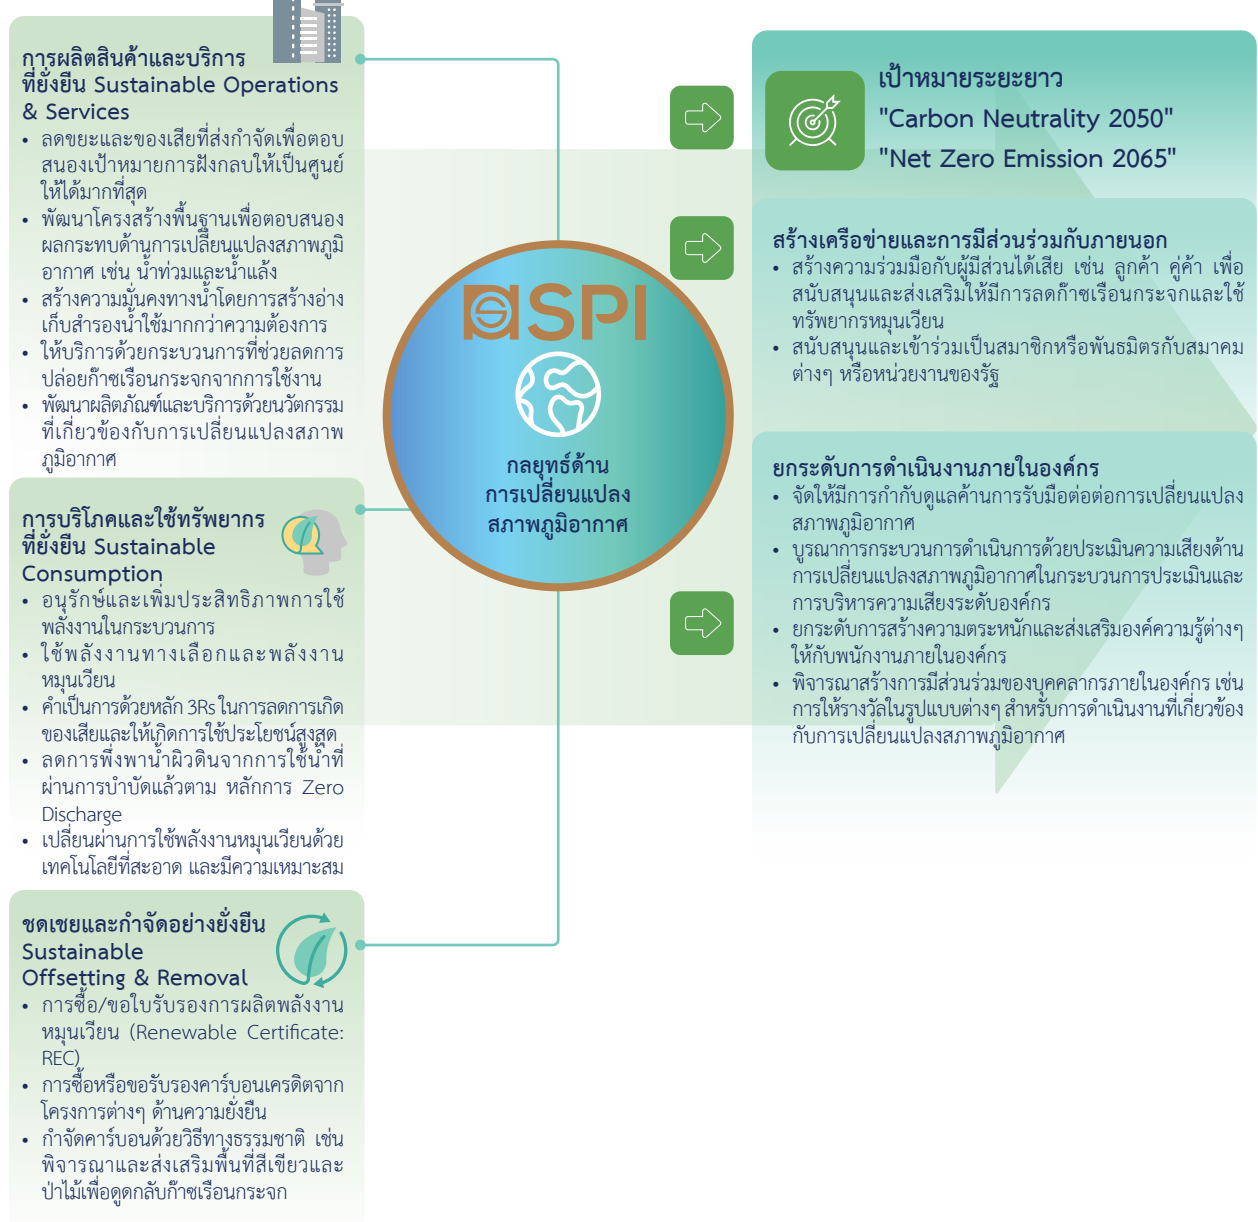 การผลิตสินค้าและบริการ
ที่ยั่งยืน Sustainable Operations
& Services
• ลดขยะและของเสียที่ส่งกำจัดเพื่อตอบ
สนองเป้าหมายการฝังกลบให้เป็นศูนย์
ให้ได้มากที่สุด
• พัฒนาโครงสร้างพื้นฐานเพื่อตอบสนอง
ผลกระทบด้านการเปลี่ยนแปลงสภาพภูมิ
อากาศ เช่น น้ำท่วมและน้ำแล้ง
• สร้างความมั่นคงทางน้ำโดยการสร้างอ่าง
เก็บสำรองน้ำใช้มากกว่าความต้องการ
• ให้บริการด้วยกระบวนการที่ช่วยลดการ
ปล่อยก๊าซเรือนกระจกจากการใช้งาน
• พัฒนาผลิตภัณฑ์และบริการด้วยนวัตกรรม
ที่เกี่ยวข้องกับการเปลี่ยนแปลงสภาพ
ภูมิอากาศ
การบริโภคและใช้ทรัพยากร
ที่ยั่งยืน Sustainable
Consumption
• อนุรักษ์และเพิ่มประสิทธิภาพการใช้
พลังงานในกระบวนการ
• ใช้พลังงานทางเลือกและพลังงาน
หมุนเวียน
• คำเป็นการด้วยหลัก 3Rs ในการลดการเกิด
ของเสียและให้เกิดการใช้ประโยชน์สูงสุด
• ลดการพึ่งพาน้ำผิวดินจากการใช้น้ำที่
ผ่านการบำบัดแล้วตาม หลักการ Zero
Discharge
• เปลี่ยนผ่านการใช้พลังงานหมุนเวียนด้วย
เทคโนโลยีที่สะอาด และมีความเหมาะสม
ชดเชยและกำจัดอย่างยั่งยืน
Sustainable
Offsetting & Removal
• การซื้อ/ขอใบรับรองการผลิตพลังงาน
หมุนเวียน (Renewable Certificate:
REC)
• การซื้อหรือขอรับรองคาร์บอนเครดิตจาก
โครงการต่างๆ ด้านความยั่งยืน
• กำจัดคาร์บอนด้วยวิธีทางธรรมชาติ เช่น
พิจารณาและส่งเสริมพื้นที่สีเขียวและ
ป่าไม้เพื่อดูดกลับก๊าซเรือนกระจก
SPI
กลยุทธ์ด้าน
การเปลี่ยนแปลง
สภาพภูมิอากาศ
เป้าหมายระยะยาว
"Carbon Neutrality 2050"
"Net Zero Emission 2065"
สร้างเครือข่ายและการมีส่วนร่วมกับภายนอก
• สร้างความร่วมมือกับผู้มีส่วนได้เสีย เช่น ลูกค้า คู่ค้า เพื่อ
สนับสนุนและส่งเสริมให้มีการลดก๊าซเรือนกระจกและใช้
ทรัพยากรหมุนเวียน
• สนับสนุนและเข้าร่วมเป็นสมาชิกหรือพันธมิตรกับสมาคม
ต่างๆ หรือหน่วยงานของรัฐ
ยกระดับการดำเนินงานภายในองค์กร
• จัดให้มีการกำกับดูแลค้านการรับมือต่อต่อการเปลี่ยนแปลง
สภาพภูมิอากาศ
• บูรณาการกระบวนการดำเนินการด้วยประเมินความเสี่ยงด้าน
การเปลี่ยนแปลงสภาพภูมิอากาศในกระบวนการประเมินและ
การบริหารความเสี่ยงระดับองค์กร
• ยกระดับการสร้างความตระหนักและส่งเสริมองค์ความรู้ต่างๆ
ให้กับพนักงานภายในองค์กร
• พิจารณาสร้างการมีส่วนร่วมของบุคคลากรภายในองค์กร เช่น
การให้รางวัลในรูปแบบต่างๆ สำหรับการดำเนินงานที่เกี่ยวข้อง
กับการเปลี่ยนแปลงสภาพภูมิอากาศ